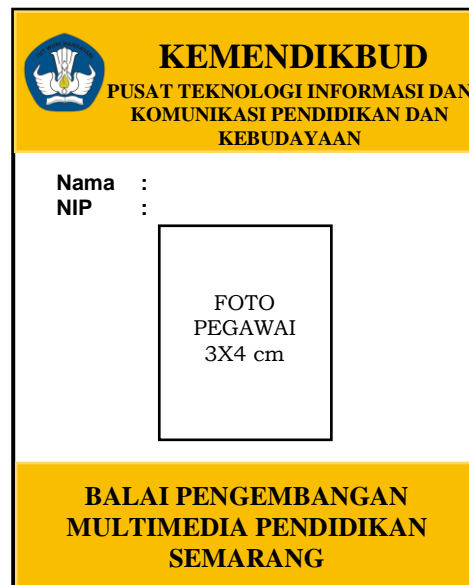 KEMENDIKBUD
PUSAT TEKNOLOGI INFORMASI DAN
KOMUNIKASI PENDIDIKAN DAN
KEBUDAYAAN
Nama :
NIP :
FOTO
PEGAWAI
3X4 cm
BALAI PENGEMBANGAN
MULTIMEDIA PENDIDIKAN
SEMARANG